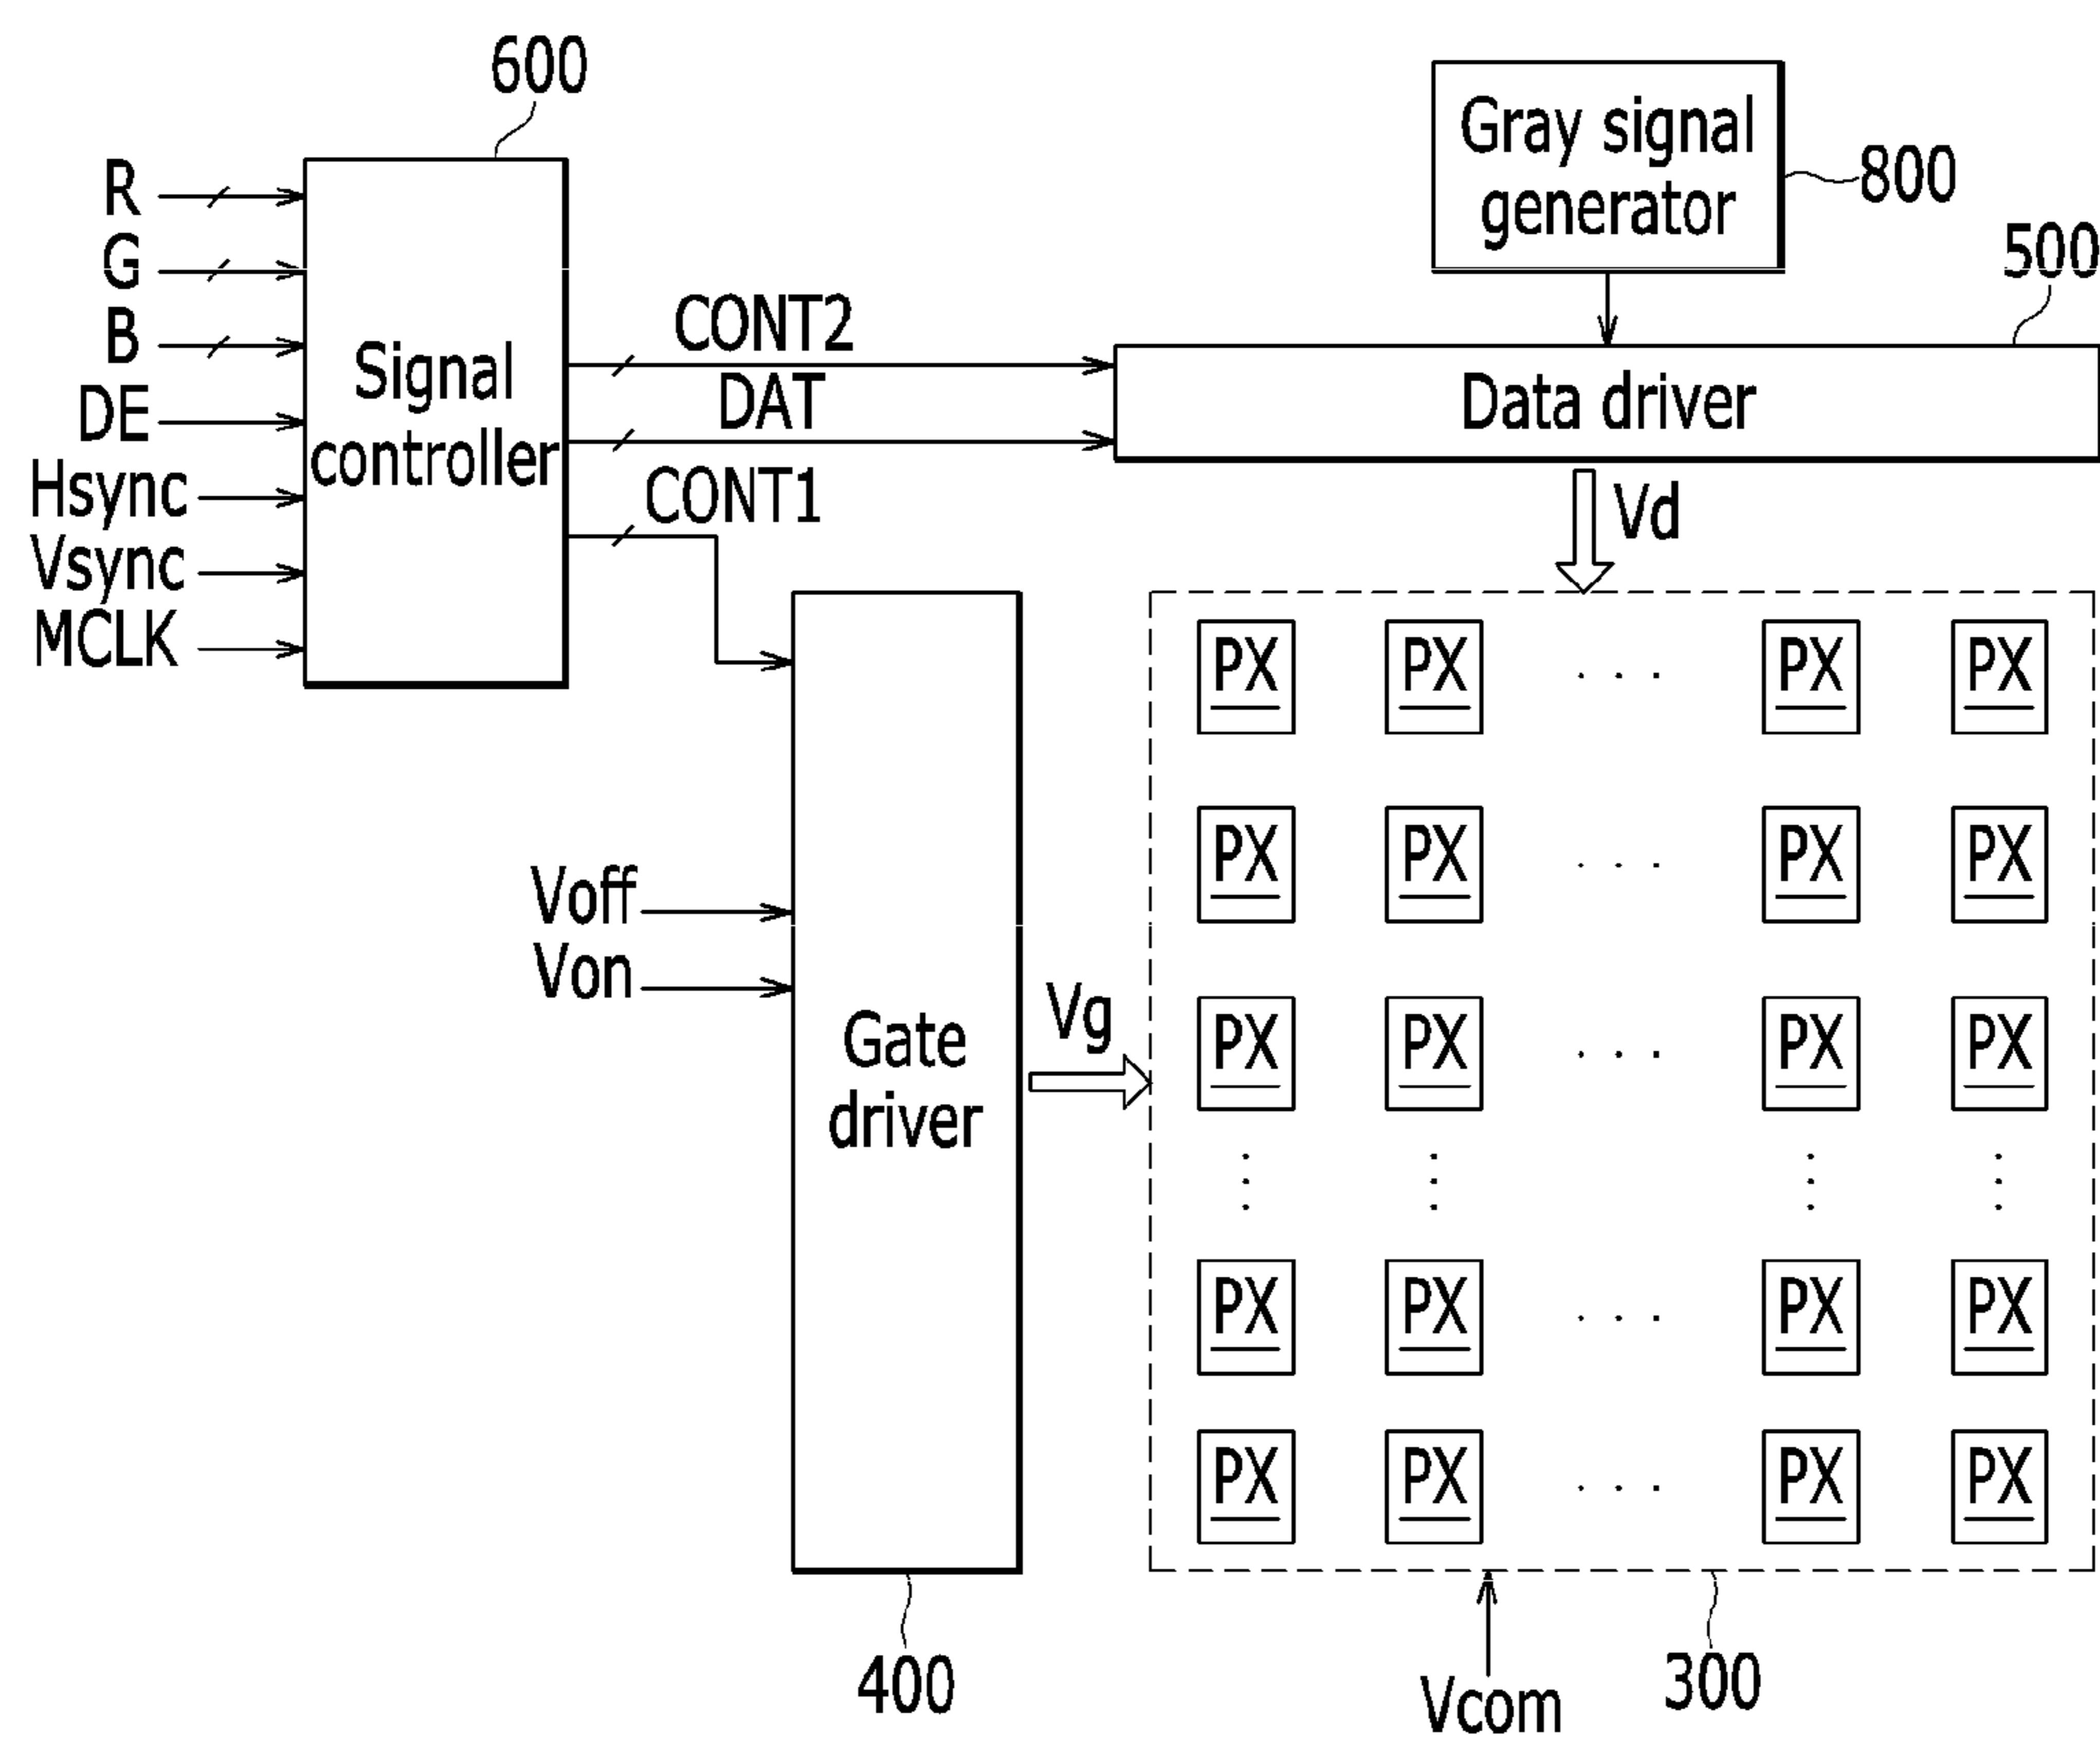 600
Gray signal
generator
800
500
R
G
B
DE
Hsync
Vsync
MCLK
Signal
controller
CONT2
DAT
CONT1
Data driver
Vd
Voff
Von
Gate
driver
Vg
PX PX . . . PX PX
PX PX . . . PX PX
PX PX . . . PX PX
PX PX . . . PX PX
PX PX . . . PX PX
400
Vcom
300